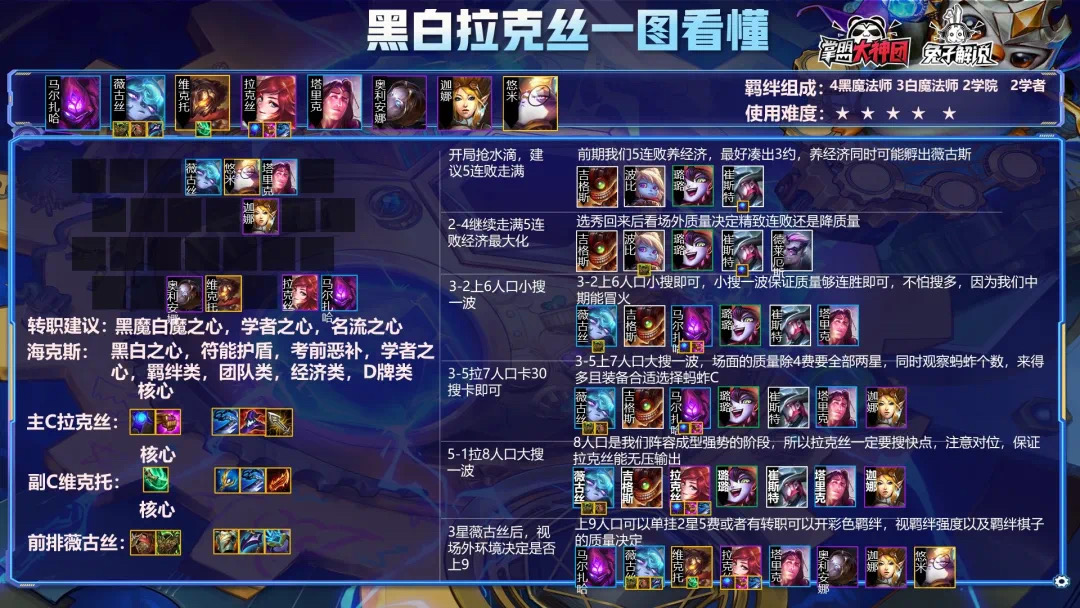 黑白拉克丝一图看懂
掌盟大神团
兔子解说
马尔扎哈
薇古丝
维克托
拉克丝
塔里克
奥利安娜
迦娜
悠米
羁绊组成：4黑魔法师 3白魔法师 2学院 2学者
使用难度：★ ★ ★ ★ ★
薇古丝
悠米
塔里克
迦娜
奥利安娜
维克托
拉克丝
马尔扎哈
转职建议：黑魔白魔之心，学者之心，名流之心
海克斯： 黑白之心，符能护盾，考前恶补，学者之
心，羁绊类，团队类，经济类，D牌类
核心
主C拉克丝：
核心
副C维克托：
核心
前排薇古丝：
开局抢水滴，建
议5连败走满
前期我们5连败养经济，最好凑出3约，养经济同时可能孵出薇古斯
吉格斯
波比
璐璐
崔斯特
2-4继续走满5连
败经济最大化
选秀回来后看场外质量决定精致连败还是降质量
吉格斯
波比
璐璐
崔斯特
德莱厄斯
3-2上6人口小搜
一波
3-2上6人口小搜即可，小搜一波保证质量够连胜即可，不怕搜多，因为我们中
期能冒火
薇古丝
吉格斯
马尔扎哈
璐璐
崔斯特
塔里克
3-5拉7人口卡30
搜卡即可
3-5上7人口大搜一波，场面的质量除4费要全部两星，同时观察蚂蚱个数，来得
多且装备合适选择蚂蚱C
薇古丝
吉格斯
马尔扎哈
璐璐
崔斯特
塔里克
迦娜
5-1拉8人口大搜
一波
8人口是我们阵容成型强势的阶段，所以拉克丝一定要搜快点，注意对位，保证
拉克丝能无压输出
薇古丝
吉格斯
拉克丝
璐璐
崔斯特
塔里克
迦娜
3星薇古丝后，视
场外环境决定是否
上9
上9人口可以单挂2星5费或者有转职可以开彩色羁绊，视羁绊强度以及羁绊棋子
的质量决定
马尔扎哈
薇古丝
维克托
拉克丝
塔里克
奥利安娜
迦娜
悠米